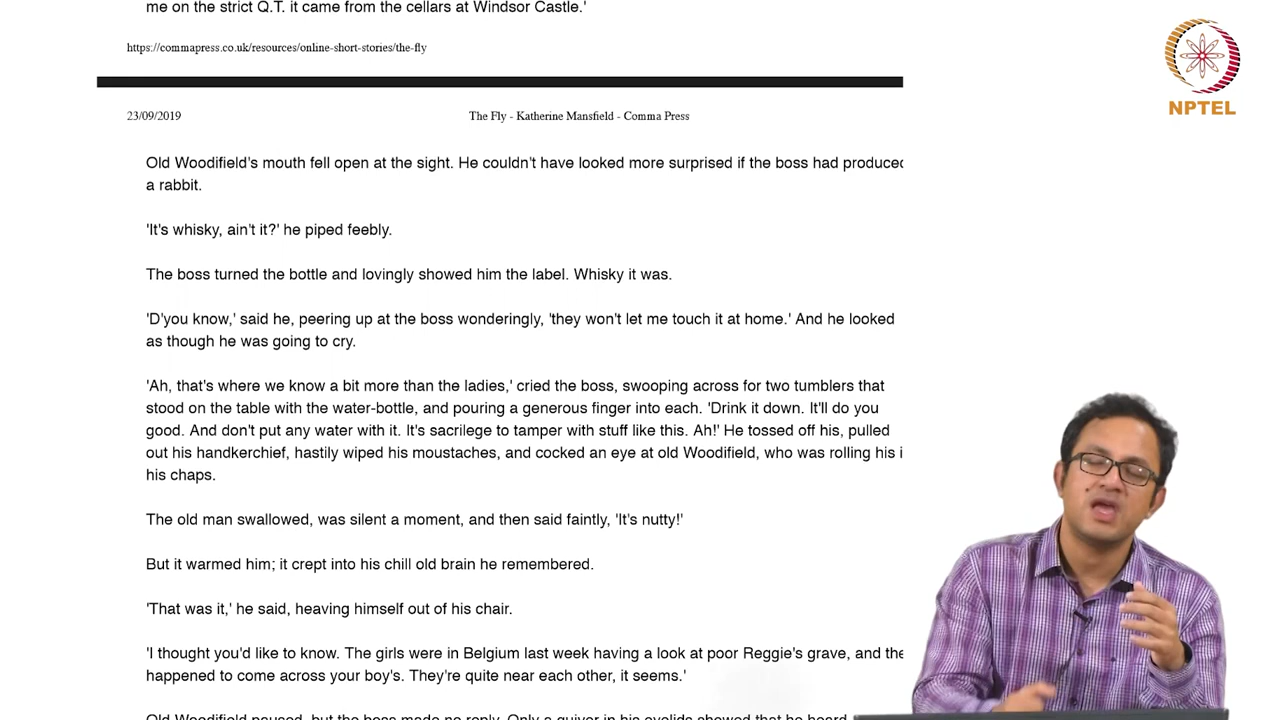 me on the strict Q.T. it came from the cellars at Windsor Castle.'
https://commapress.co.uk/resources/online-short-stories/the-fly
NPTEL
23/09/2019 The Fly - Katherine Mansfield - Comma Press
Old Woodifield's mouth fell open at the sight. He couldn't have looked more surprised if the boss had produced
a rabbit.
'It's whisky, ain't it?' he piped feebly.
The boss turned the bottle and lovingly showed him the label. Whisky it was.
'D'you know,' said he, peering up at the boss wonderingly, 'they won't let me touch it at home.' And he looked
as though he was going to cry.
'Ah, that's where we know a bit more than the ladies,' cried the boss, swooping across for two tumblers that
stood on the table with the water-bottle, and pouring a generous finger into each. 'Drink it down. It'll do you
good. And don't put any water with it. It's sacrilege to tamper with stuff like this. Ah!' He tossed off his, pulled
out his handkerchief, hastily wiped his moustaches, and cocked an eye at old Woodifield, who was rolling his i
his chaps.
The old man swallowed, was silent a moment, and then said faintly, 'It's nutty!'
But it warmed him; it crept into his chill old brain he remembered.
'That was it,' he said, heaving himself out of his chair.
'I thought you'd like to know. The girls were in Belgium last week having a look at poor Reggie's grave, and the
happened to come across your boy's. They're quite near each other, it seems.'
Old Woodifield paused, but the boss made no reply. Only a quiver in his eyelids showed that he heard